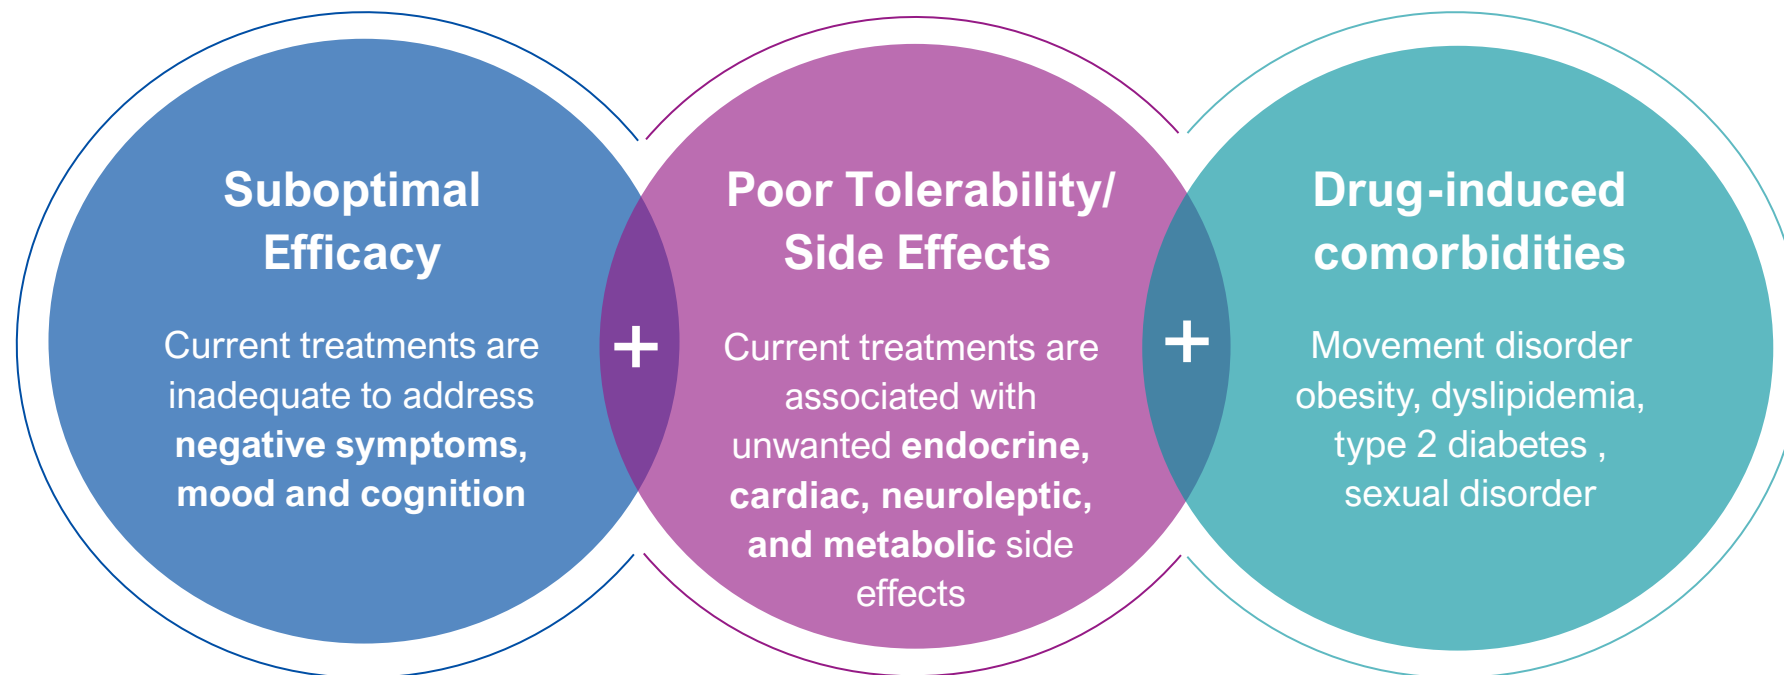 Suboptimal
Efficacy
Current treatments are
inadequate to address
negative symptoms,
mood and cognition
+
Poor Tolerability/
Side Effects
Current treatments are
associated with
unwanted endocrine,
cardiac, neuroleptic,
and metabolic side
effects
+
Drug-induced
comorbidities
Movement disorder
obesity, dyslipidemia,
type 2 diabetes ,
sexual disorder